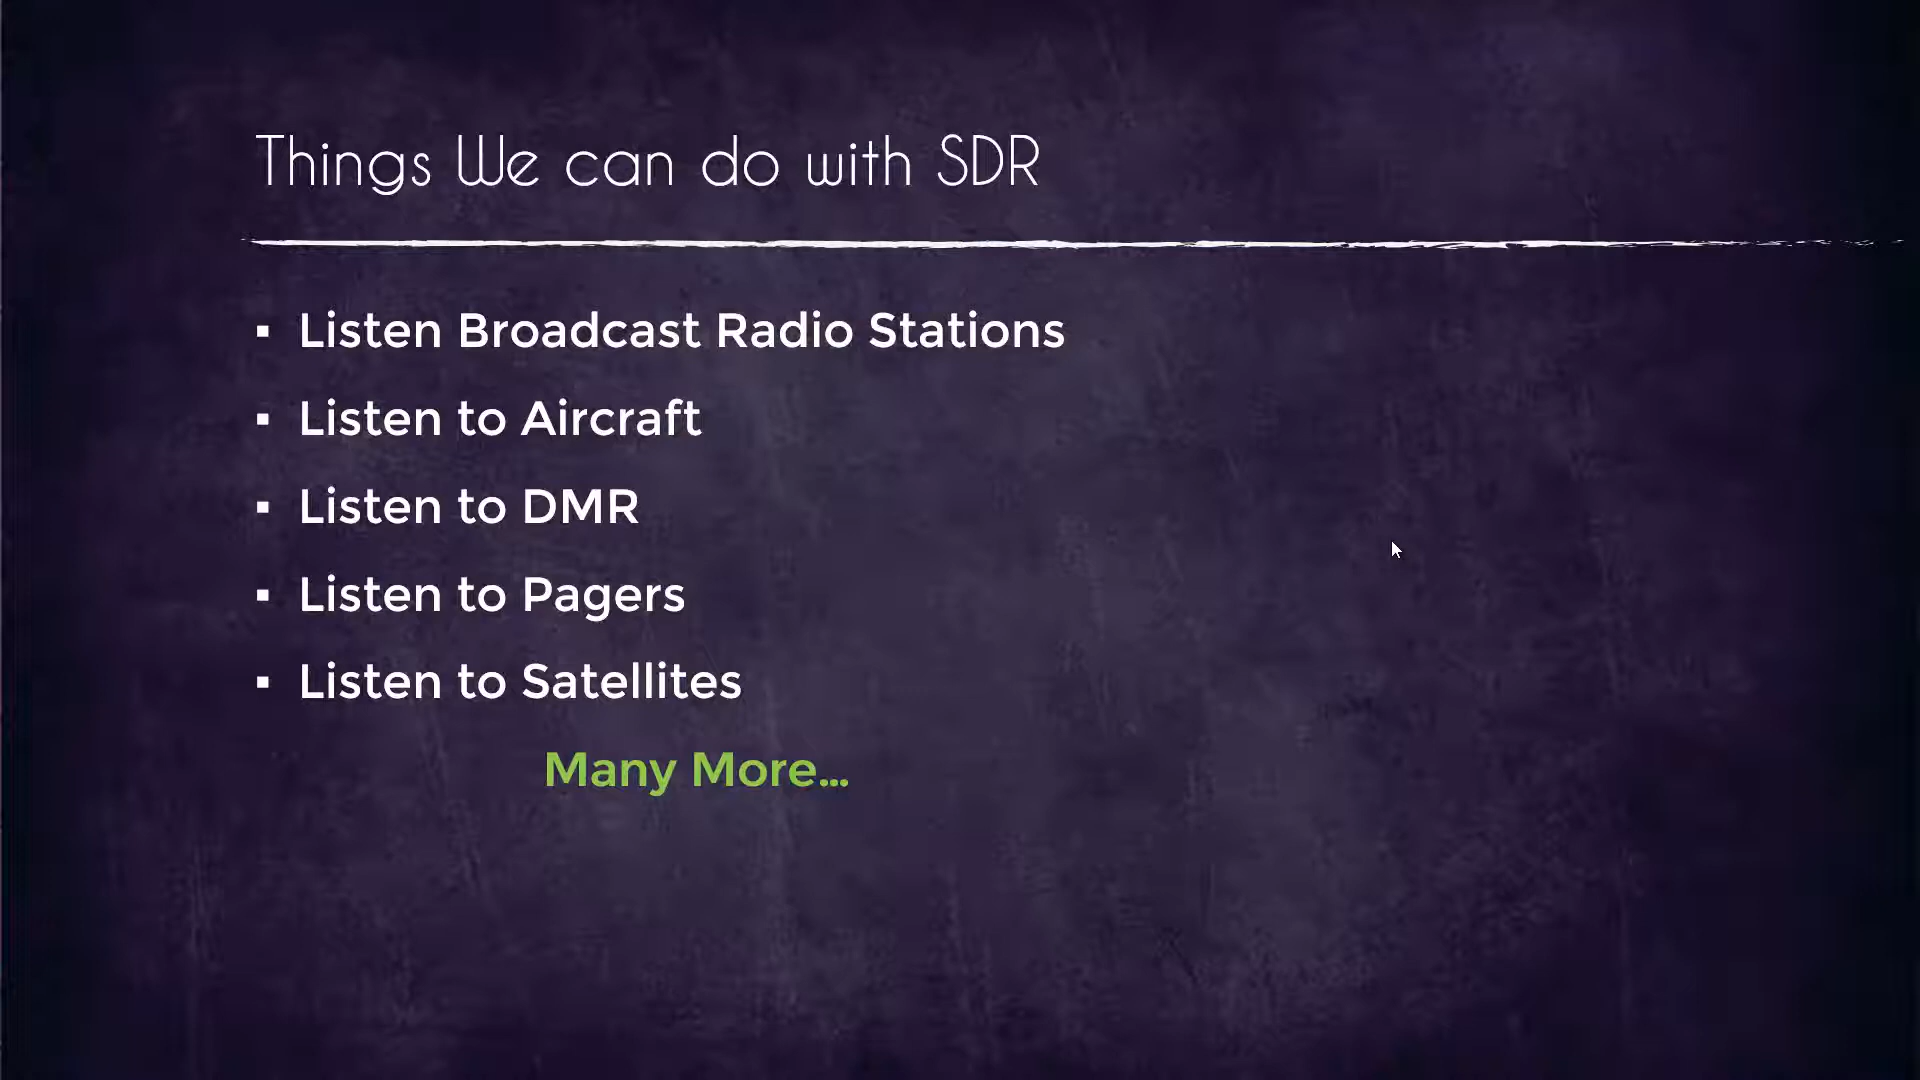 Things We can do with SDR
▪ Listen Broadcast Radio Stations
▪ Listen to Aircraft
▪ Listen to DMR
▪ Listen to Pagers
▪ Listen to Satellites
Many More...